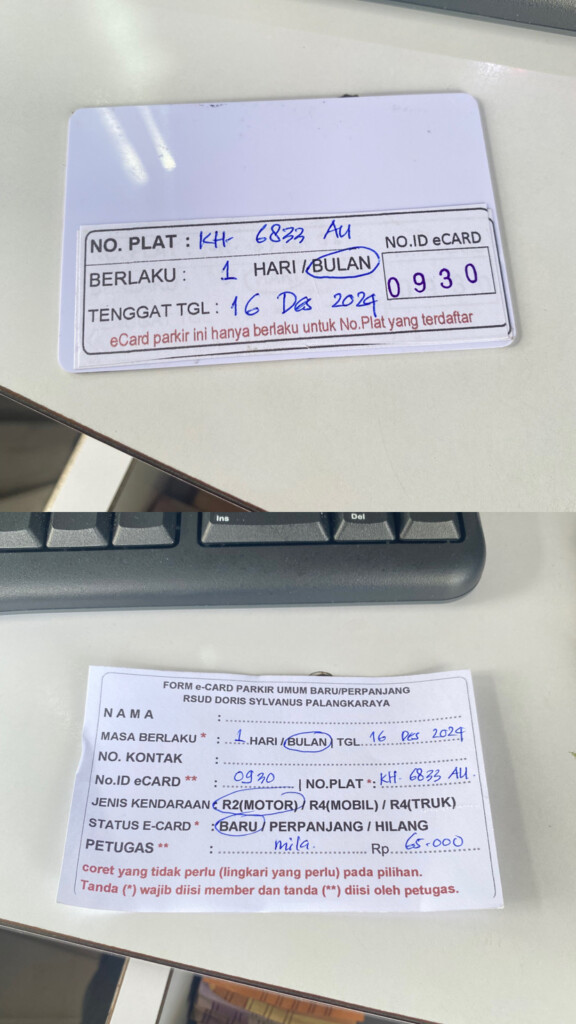 NO. PLAT : KH 6833 AU
NO.ID eCARD
BERLAKU : 1 HARI / BULAN
0930
TENGGAT TGL : 16 Des 2024
eCard parkir ini hanya berlaku untuk No.Plat yang terdaftar
Ins
Del
FORM e-CARD PARKIR UMUM BARU/PERPANJANG
RSUD DORIS SYLVANUS PALANGKARAYA
NAMA :
MASA BERLAKU * : 1 HARI / BULAN | TGL. 16 Des 2024
NO. KONTAK :
No.ID eCARD ** : 0930 | NO.PLAT *: KH. 6833 AU.
JENIS KENDARAAN : R2(MOTOR) / R4(MOBIL) / R4(TRUK)
STATUS E-CARD * : BARU / PERPANJANG / HILANG
PETUGAS ** : mila. Rp. 65.000
coret yang tidak perlu (lingkari yang perlu) pada pilihan.
Tanda (*) wajib diisi member dan tanda (**) diisi oleh petugas.